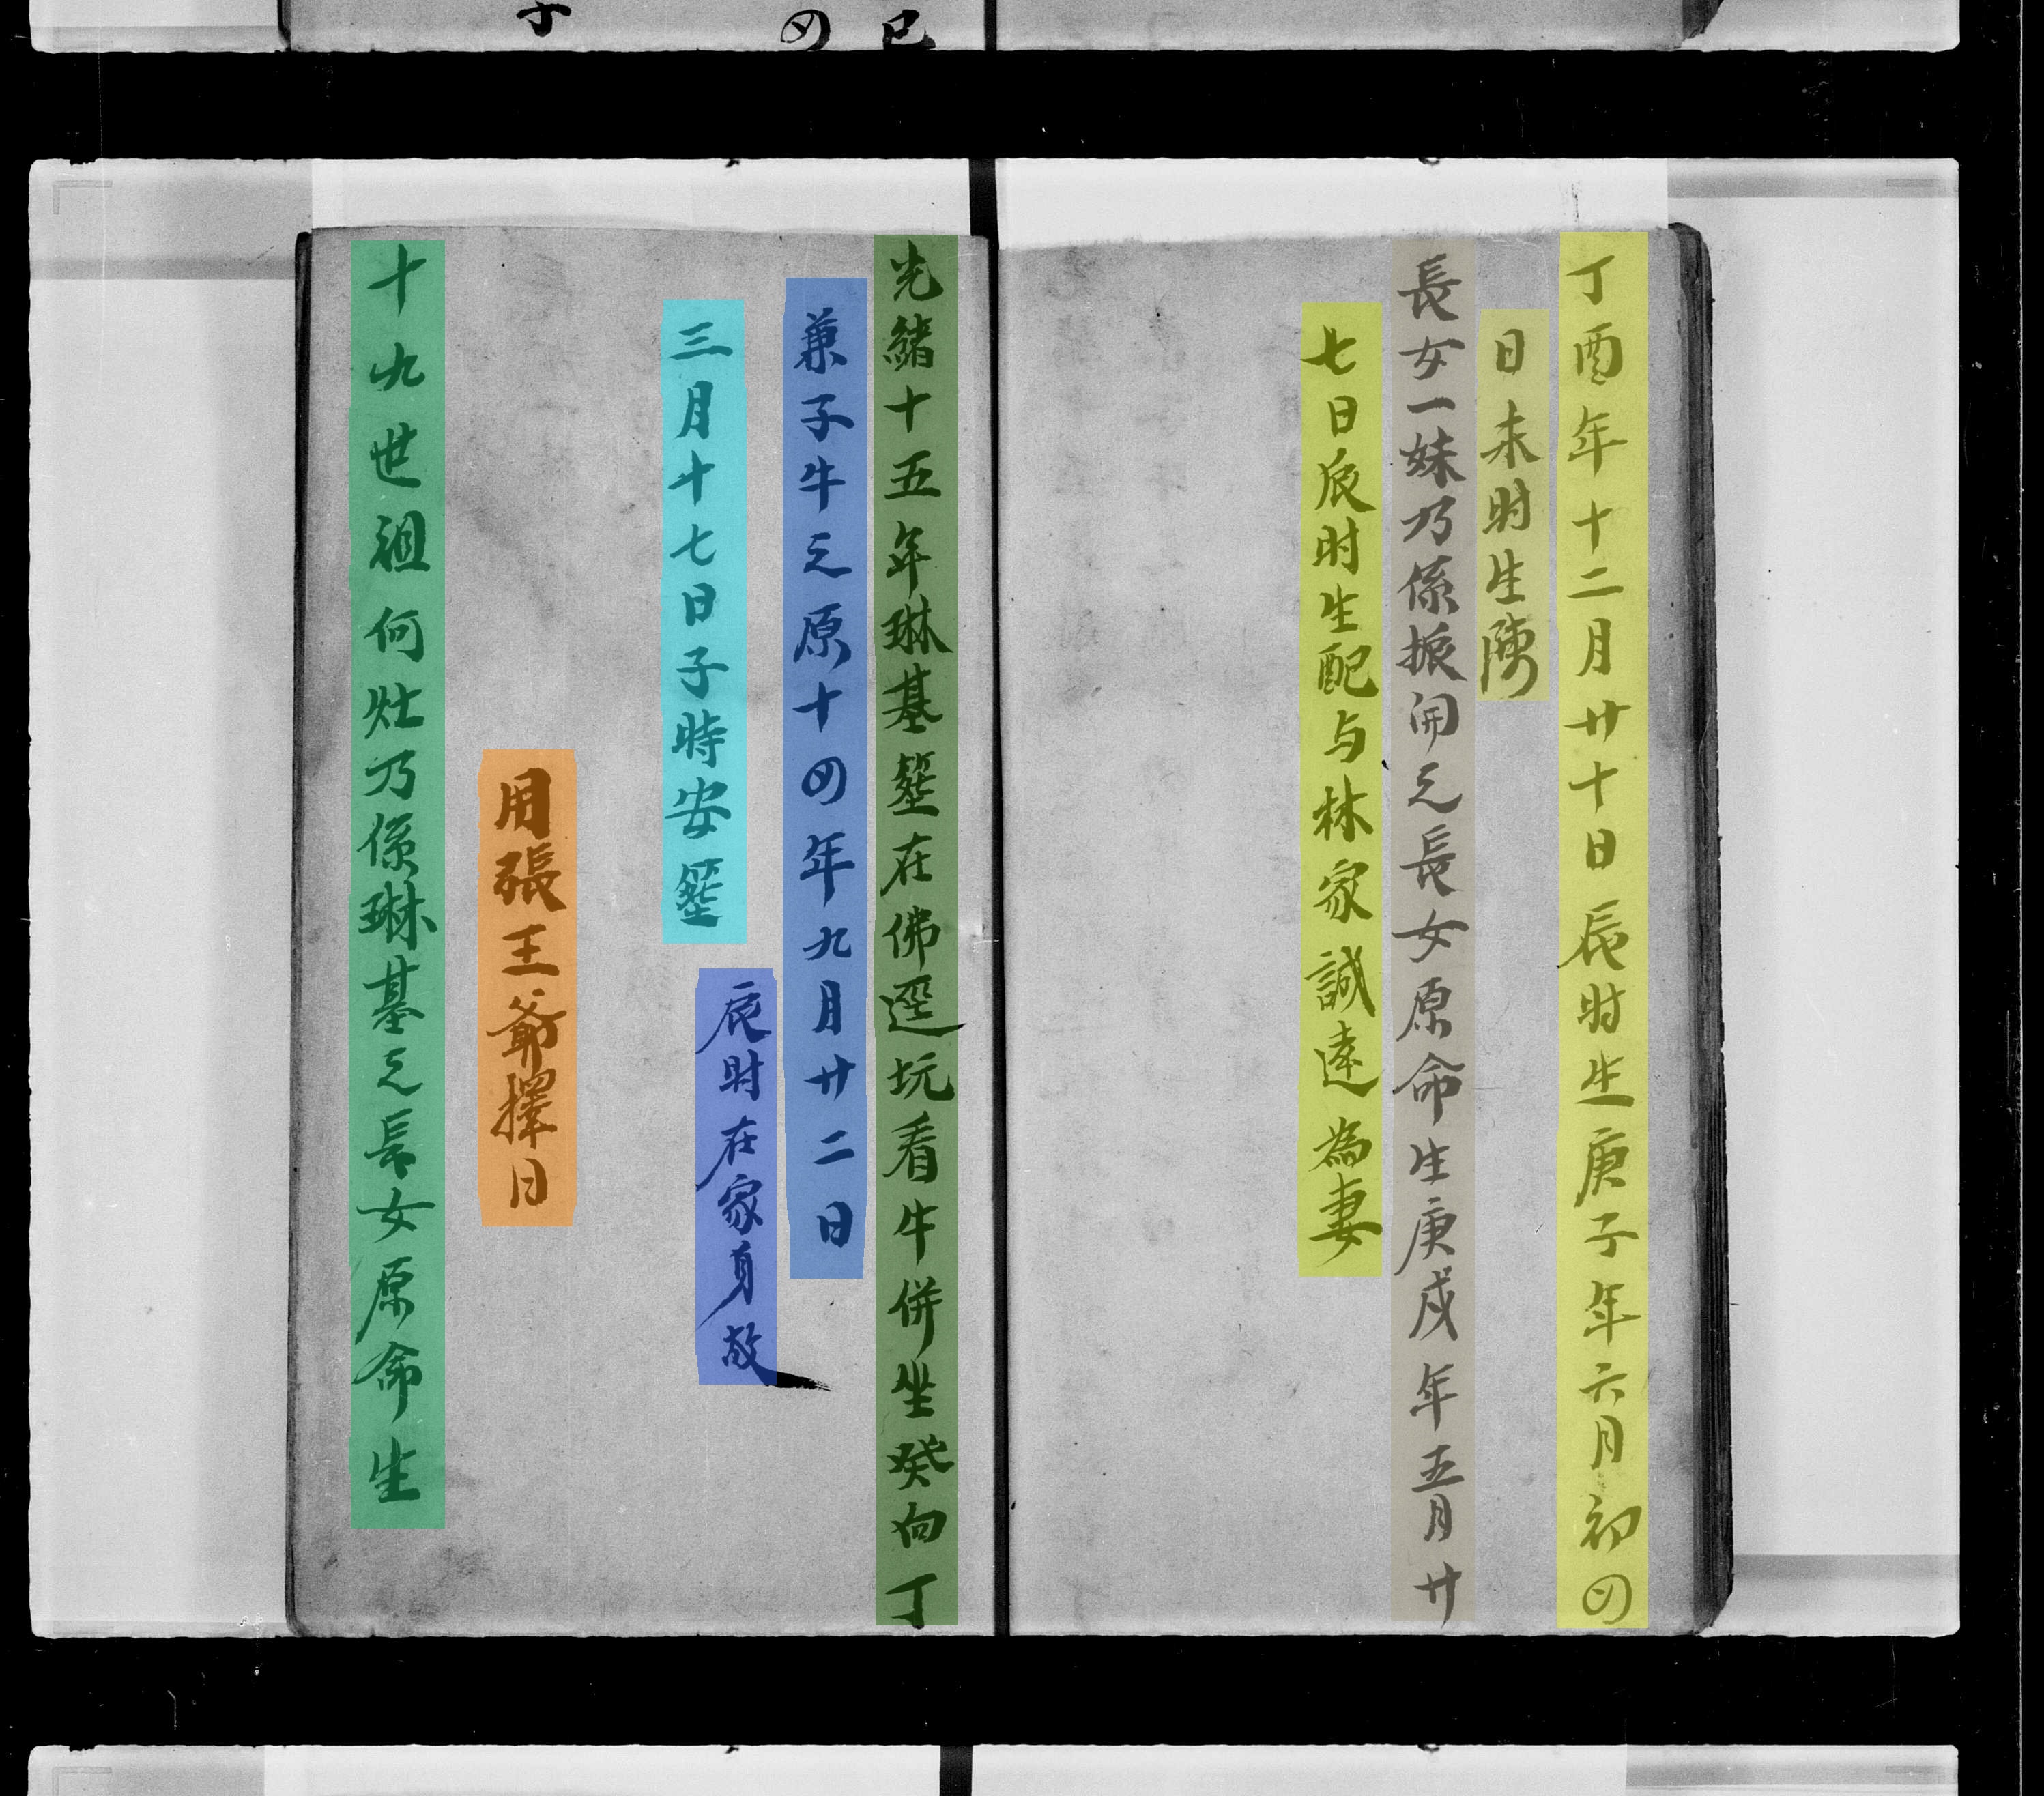 丁酉年十二月廿十日辰时生庚子年六月初四
日未时生陳
長女一妹乃係振開之長女原命生庚戍年五月廿
七日辰时生配与林家誠達為妻
光緒十五年琳基塟在佛逕坑看牛併坐癸向丁
兼子牛之原十四年九月廿二日
辰时在家身故
三月十七日子時安塟
用張王爺擇日
十九世祖何灶乃係琳基之長女原命生